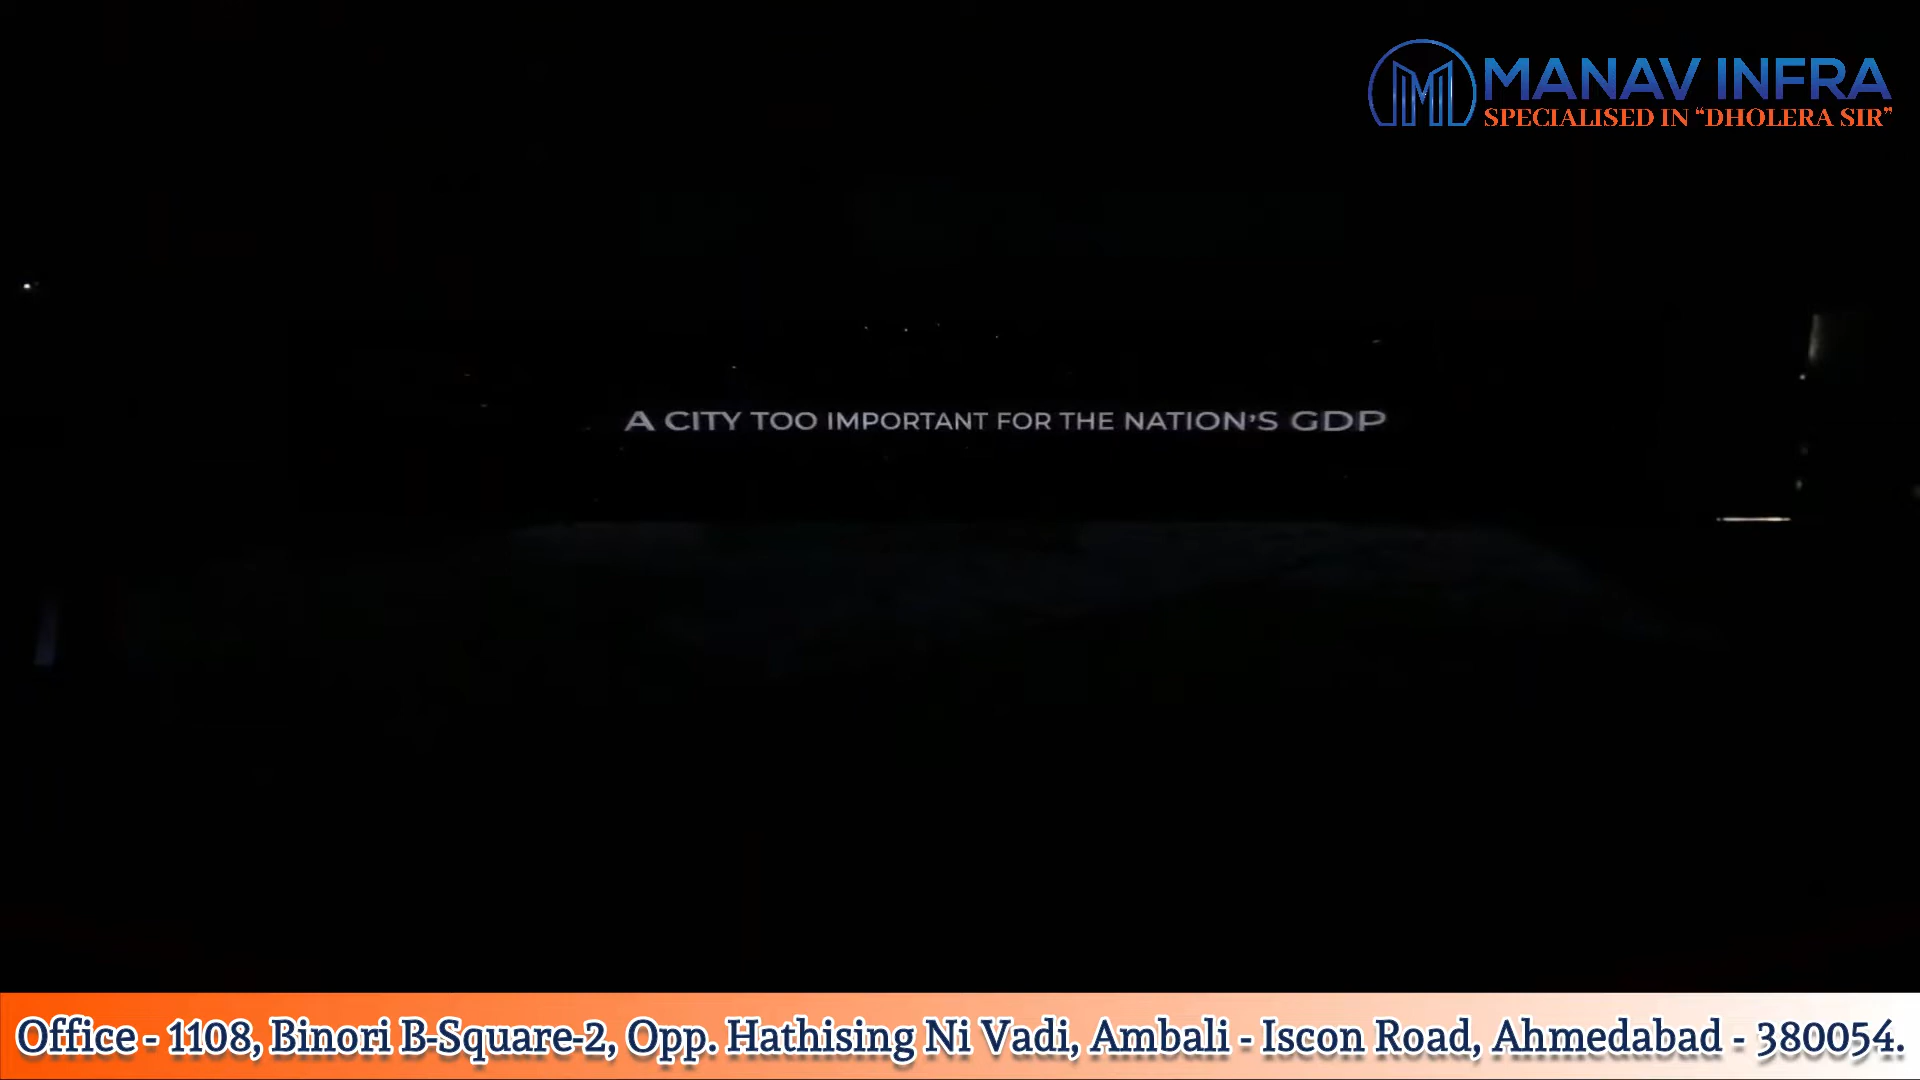 MANAV INFRA
SPECIALISED IN “DHOLERA SIR”
A CITY TOO IMPORTANT FOR THE NATION’S GDP
Office - 1108, Binori B-Square-2, Opp. Hathising Ni Vadi, Ambali - Iscon Road, Ahmedabad - 380054.